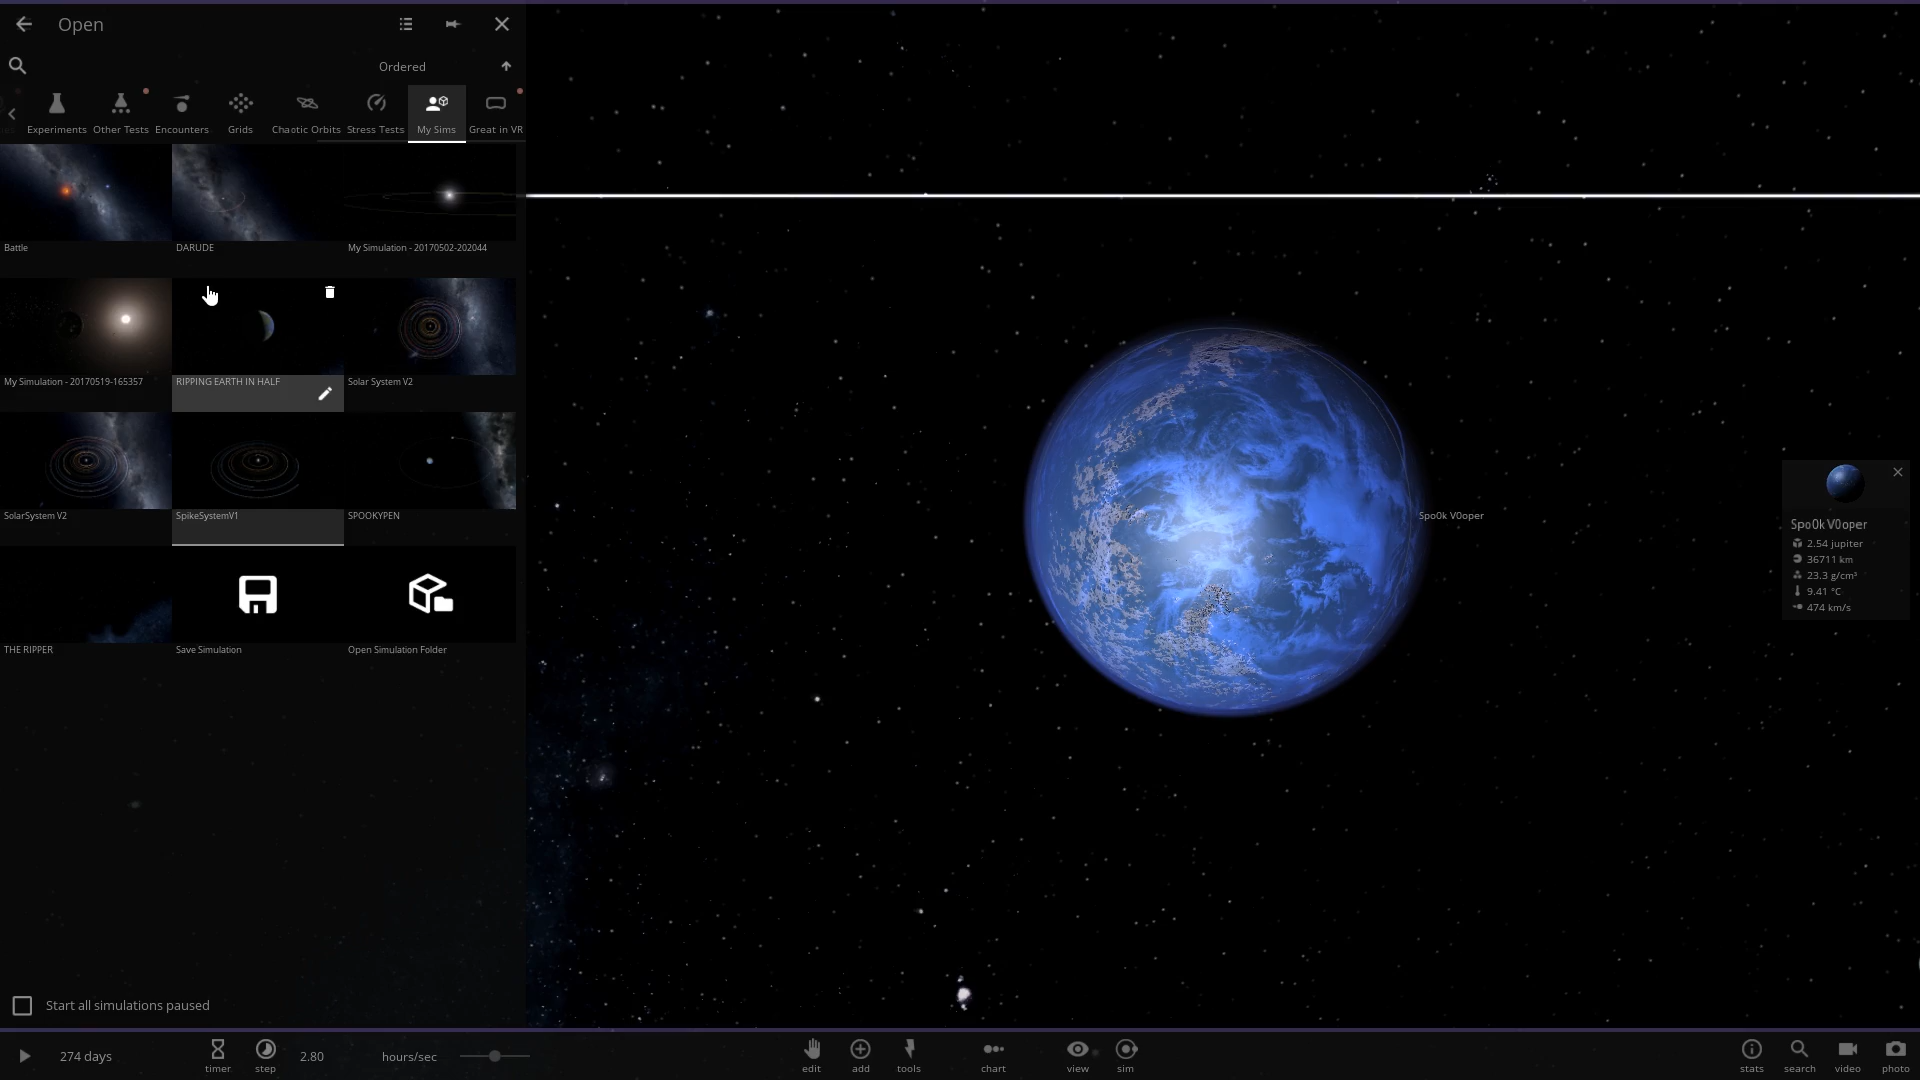 Open
Ordered
Experiments Other Tests Encounters Grids Chaotic Orbits Stress Tests My Sims Great in VR
Battle DARUDE My Simulation - 20170502-202044
My Simulation - 20170519-165357 RIPPING EARTH IN HALF Solar System V2
SolarSystem V2 SpikeSystemV1 SPOOKYPEN
THE RIPPER Save Simulation Open Simulation Folder
Spo0k V0oper
Spo0k V0oper
2.54 jupiter
36711 km
23.3 g/cm³
9.41 °C
474 km/s
Start all simulations paused
274 days timer step 2.80 hours/sec edit add tools chart view sim stats search video photo